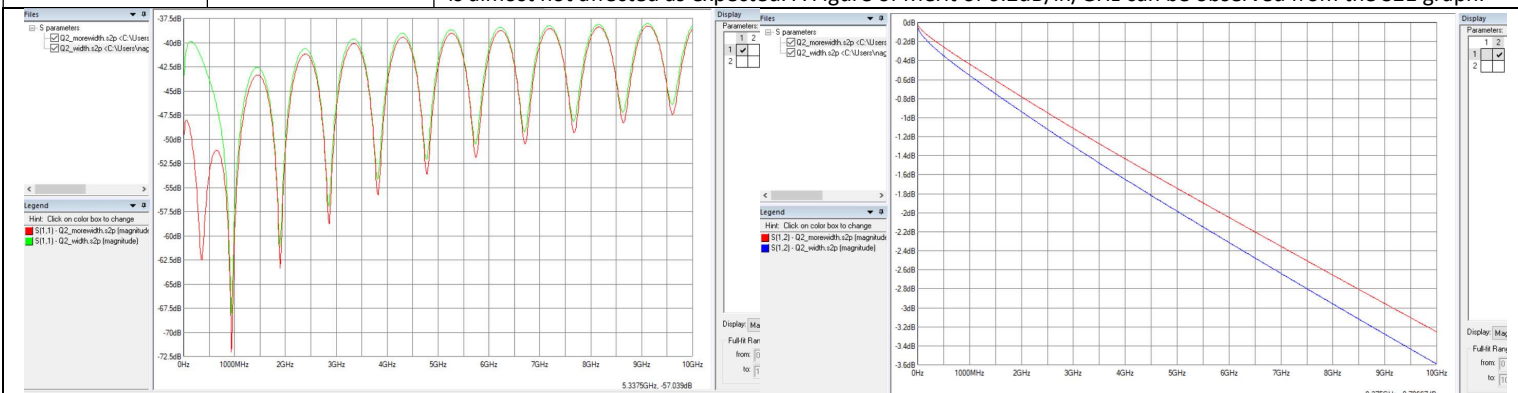 is almost not affected as expected. A Figure of Merit of 0.2dB/in/GHz can be observed from the S21 graph.
Files
S parameters
Q2_morewidth.s2p <C:\Users
Q2_width.s2p <C:\Users\nag
Legend
Hint: Click on color box to change
S(1,1) - Q2_morewidth.s2p (magnitud
S(1,1) - Q2_width.s2p (magnitude)
-37.5dB
-40dB
-42.5dB
-45dB
-47.5dB
-50dB
-52.5dB
-55dB
-57.5dB
-60dB
-62.5dB
-65dB
-67.5dB
-70dB
-72.5dB
0Hz 1000MHz 2GHz 3GHz 4GHz 5GHz 6GHz 7GHz 8GHz 9GHz 10GHz
5.3375GHz, -57.039dB
Display
Parameters:
1 2
1
2
Display: Ma
Full-fit Ran
from: 0
to: 1
Files
S parameters
Q2_morewidth.s2p <C:\Users
Q2_width.s2p <C:\Users\nag
Legend
Hint: Click on color box to change
S(1,2) - Q2_morewidth.s2p (magnitude
S(1,2) - Q2_width.s2p (magnitude)
0dB
-0.2dB
-0.4dB
-0.6dB
-0.8dB
-1dB
-1.2dB
-1.4dB
-1.6dB
-1.8dB
-2dB
-2.2dB
-2.4dB
-2.6dB
-2.8dB
-3dB
-3.2dB
-3.4dB
-3.6dB
0Hz 1000MHz 2GHz 3GHz 4GHz 5GHz 6GHz 7GHz 8GHz 9GHz 10GHz
Display
Parameters:
1 2
1
2
Display: Mag
Full-fit Rang
from: 0
to: 10